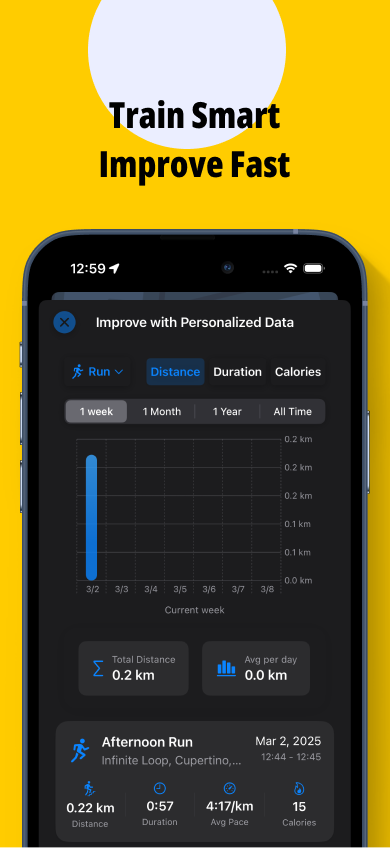 Train Smart
Improve Fast
12:59
Improve with Personalized Data
Run Distance Duration Calories
1 week 1 Month 1 Year All Time
0.2 km
0.2 km
0.2 km
0.1 km
0.1 km
0.0 km
3/2 3/3 3/4 3/5 3/6 3/7 3/8
Current week
Total Distance
0.2 km
Avg per day
0.0 km
Afternoon Run Mar 2, 2025
Infinite Loop, Cupertino,... 12:44 - 12:45
0.22 km 0:57 4:17/km 15
Distance Duration Avg Pace Calories